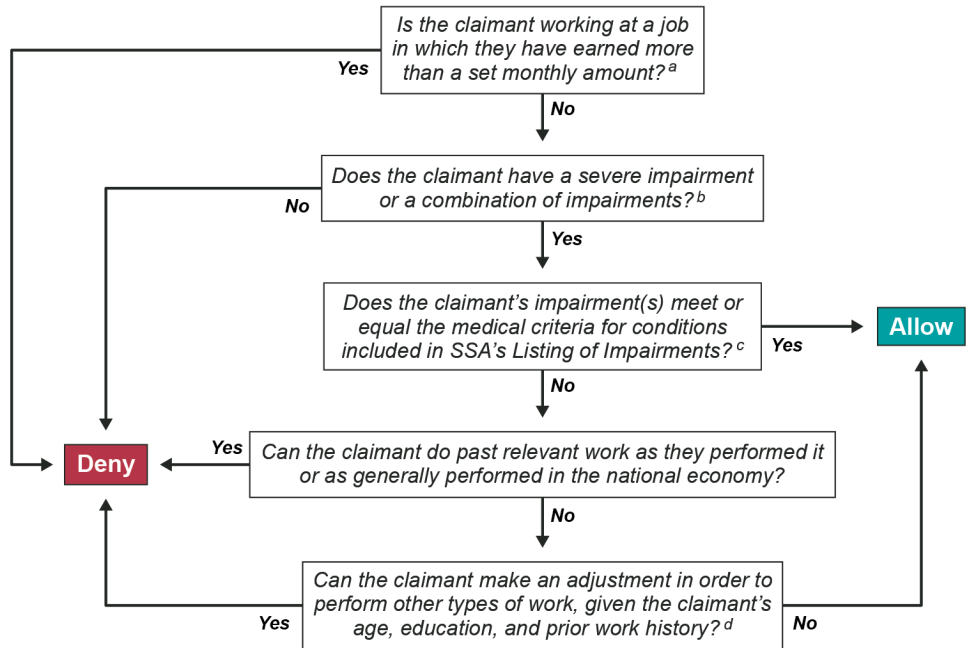 Is the claimant working at a job
in which they have earned more
than a set monthly amount? a
Yes
No
Does the claimant have a severe impairment
or a combination of impairments? b
No
Yes
Does the claimant’s impairment(s) meet or
equal the medical criteria for conditions
included in SSA’s Listing of Impairments? c
Allow
Yes
No
Can the claimant do past relevant work as they performed it
or as generally performed in the national economy?
Yes
Deny
No
Can the claimant make an adjustment in order to
perform other types of work, given the claimant’s
age, education, and prior work history? d
Yes
No